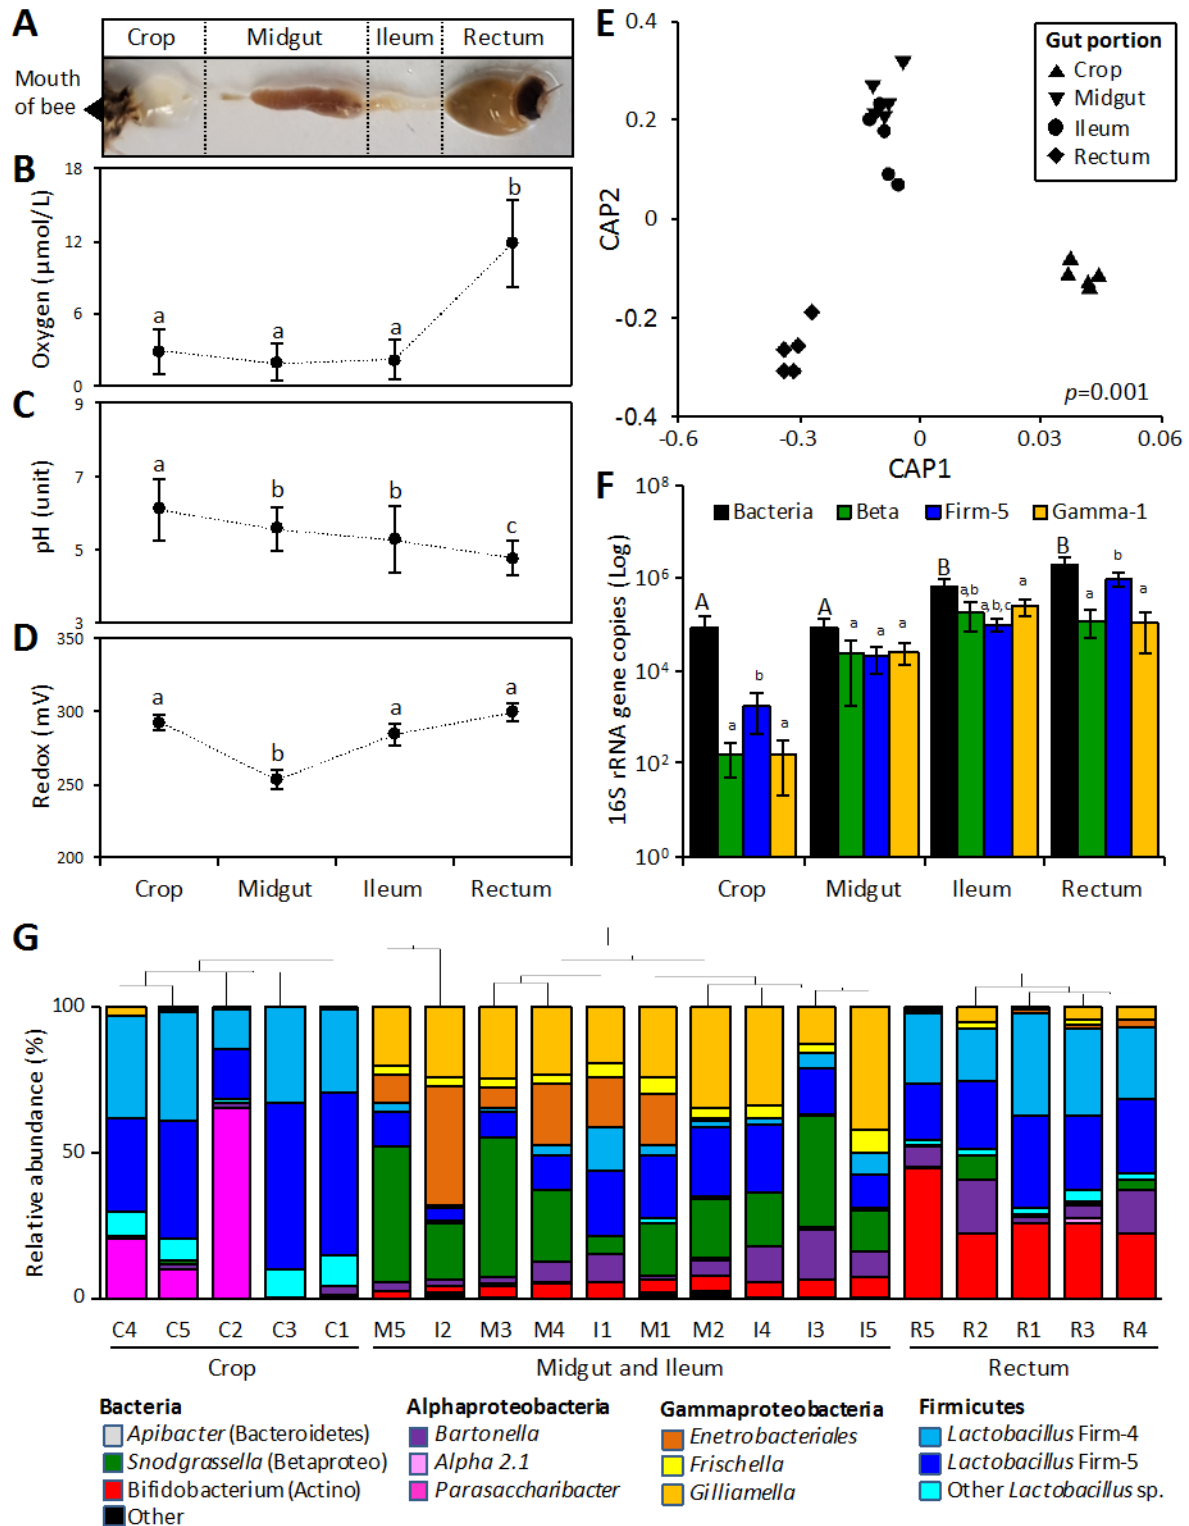 A
Crop
Midgut
Ileum
Rectum
Mouth
of bee
B
Oxygen (µmol/L)
18
12
6
0
a
a
a
b
C
pH (unit)
9
7
5
3
a
b
b
c
D
Redox (mV)
350
300
250
200
a
b
a
a
Crop
Midgut
Ileum
Rectum
E
CAP2
0.4
0.2
0
-0.2
-0.4
Gut portion
Crop
Midgut
Ileum
Rectum
p=0.001
-0.6
-0.3
0
0.03
0.06
CAP1
F
16S rRNA gene copies (Log)
10⁸
10⁶
10⁴
10²
10⁰
Bacteria
Beta
Firm-5
Gamma-1
A
a
b
a
A
a
a
a
B
a,b
a,b,c
a
B
a
b
a
Crop
Midgut
Ileum
Rectum
G
Relative abundance (%)
100
50
0
C4
C5
C2
C3
C1
M5
I2
M3
M4
I1
M1
M2
I4
I3
I5
R5
R2
R1
R3
R4
Crop
Midgut and Ileum
Rectum
Bacteria
Apibacter (Bacteroidetes)
Snodgrassella (Betaproteo)
Bifidobacterium (Actino)
Other
Alphaproteobacteria
Bartonella
Alpha 2.1
Parasaccharibacter
Gammaproteobacteria
Enetrobacteriales
Frischella
Gilliamella
Firmicutes
Lactobacillus Firm-4
Lactobacillus Firm-5
Other Lactobacillus sp.